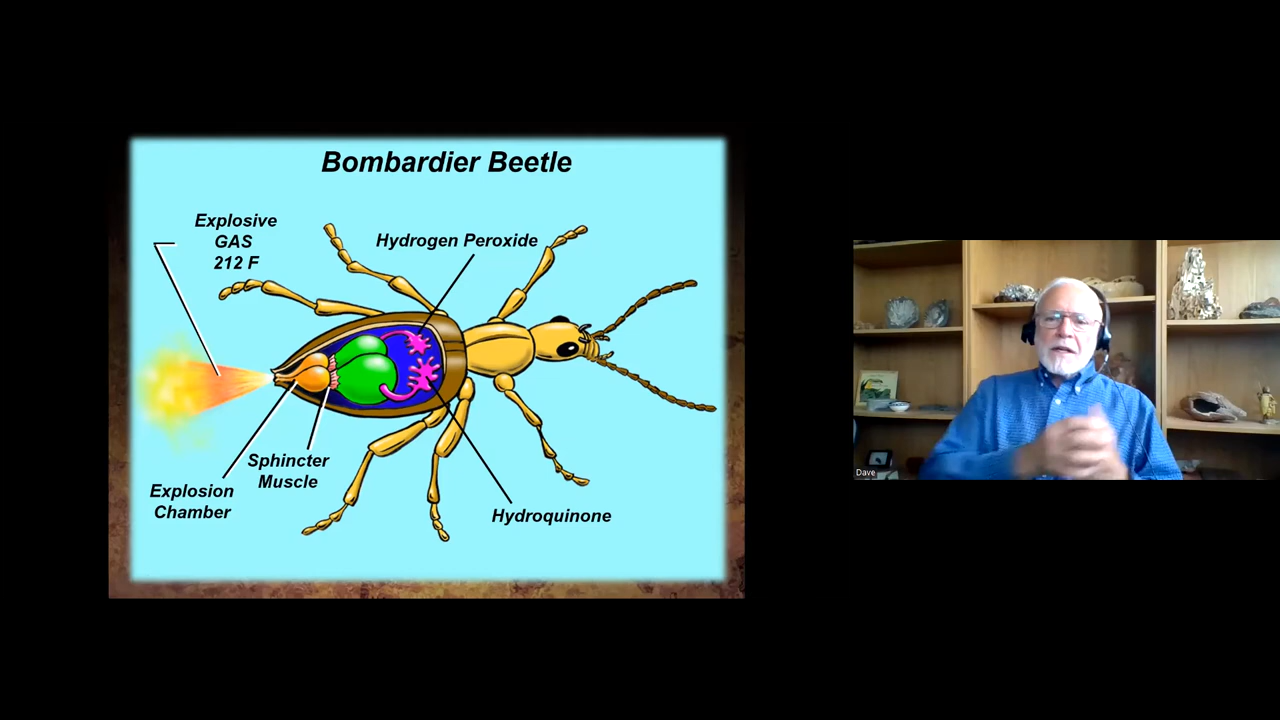 Bombardier Beetle
Explosive
GAS
212 F
Hydrogen Peroxide
Sphincter
Muscle
Explosion
Chamber
Hydroquinone
Dave